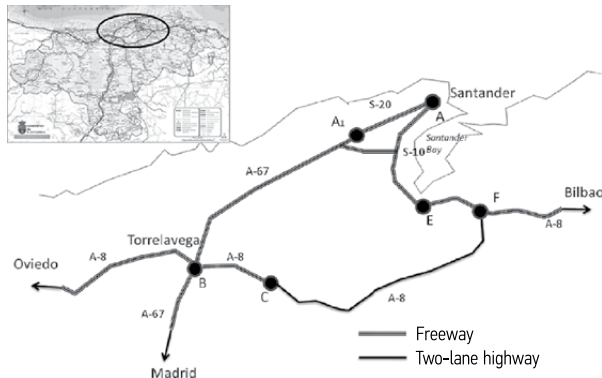 Santander
S-20
A
A1
Santander
Bay
S-10
A-67
E
F
Bilbao
A-8
Torrelavega
Oviedo
A-8
A-8
B
C
A-8
A-67
Madrid
Freeway
Two-lane highway